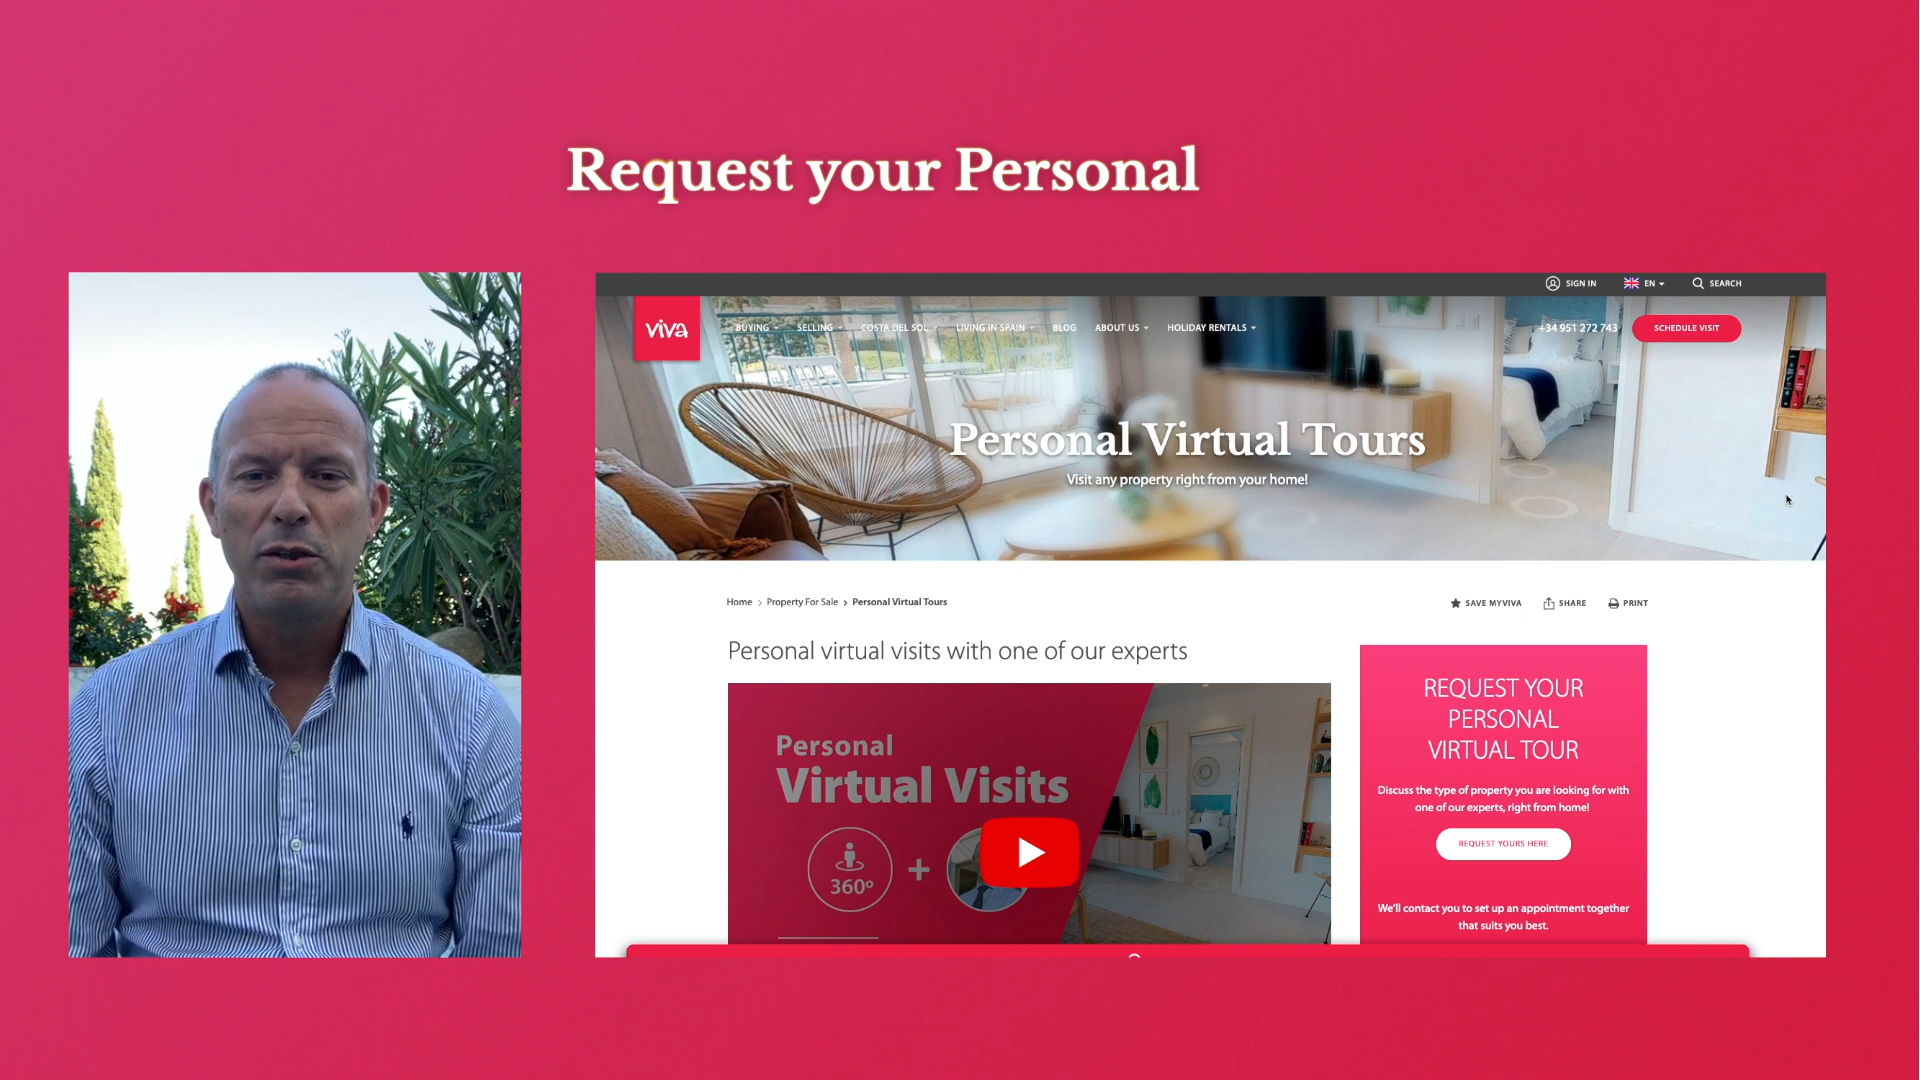 Request your Personal
SIGN IN
EN
SEARCH
viva
BUYING
SELLING
COSTA DEL SOL
LIVING IN SPAIN
BLOG
ABOUT US
HOLIDAY RENTALS
+34 951 272 743
SCHEDULE VISIT
Personal Virtual Tours
Visit any property right from your home!
Home > Property For Sale > Personal Virtual Tours
SAVE MYVIVA
SHARE
PRINT
Personal virtual visits with one of our experts
Personal
Virtual Visits
360º
+
REQUEST YOUR
PERSONAL
VIRTUAL TOUR
Discuss the type of property you are looking for with
one of our experts, right from home!
REQUEST YOURS HERE
We'll contact you to set up an appointment together
that suits you best.